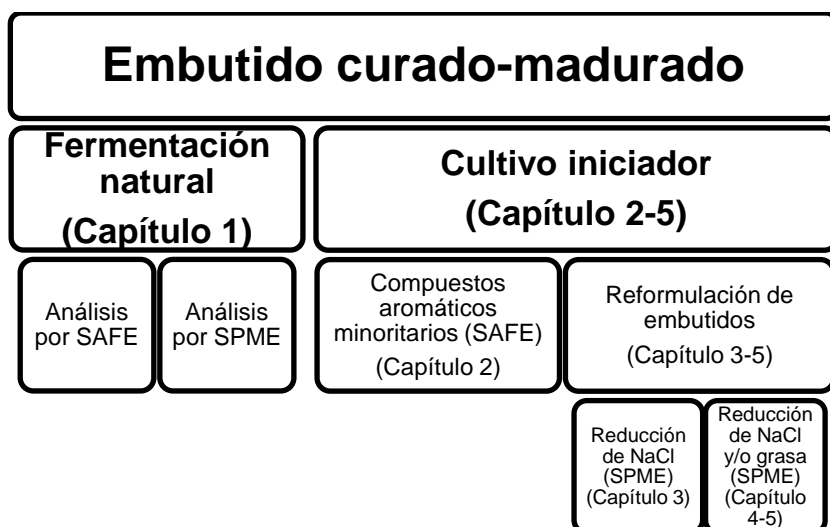 Embutido curado-madurado
Fermentación
natural
(Capítulo 1)
Cultivo iniciador
(Capítulo 2-5)
Análisis
por SAFE
Análisis
por SPME
Compuestos
aromáticos
minoritarios (SAFE)
(Capítulo 2)
Reformulación de
embutidos
(Capítulo 3-5)
Reducción
de NaCl
(SPME)
(Capítulo 3)
Reducción
de NaCl
y/o grasa
(SPME)
(Capítulo
4-5)